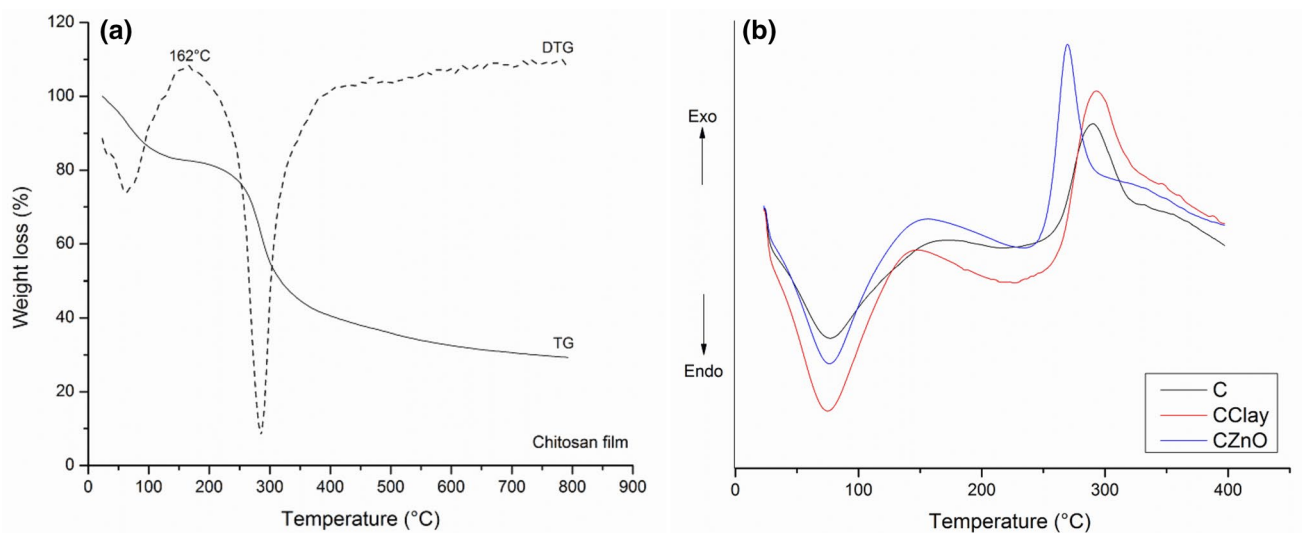 (a)
120
100
80
60
40
20
0
Weight loss (%)
162°C
DTG
TG
Chitosan film
0 100 200 300 400 500 600 700 800 900
Temperature (°C)
(b)
Exo
Endo
C
CClay
CZnO
0 100 200 300 400
Temperature (°C)